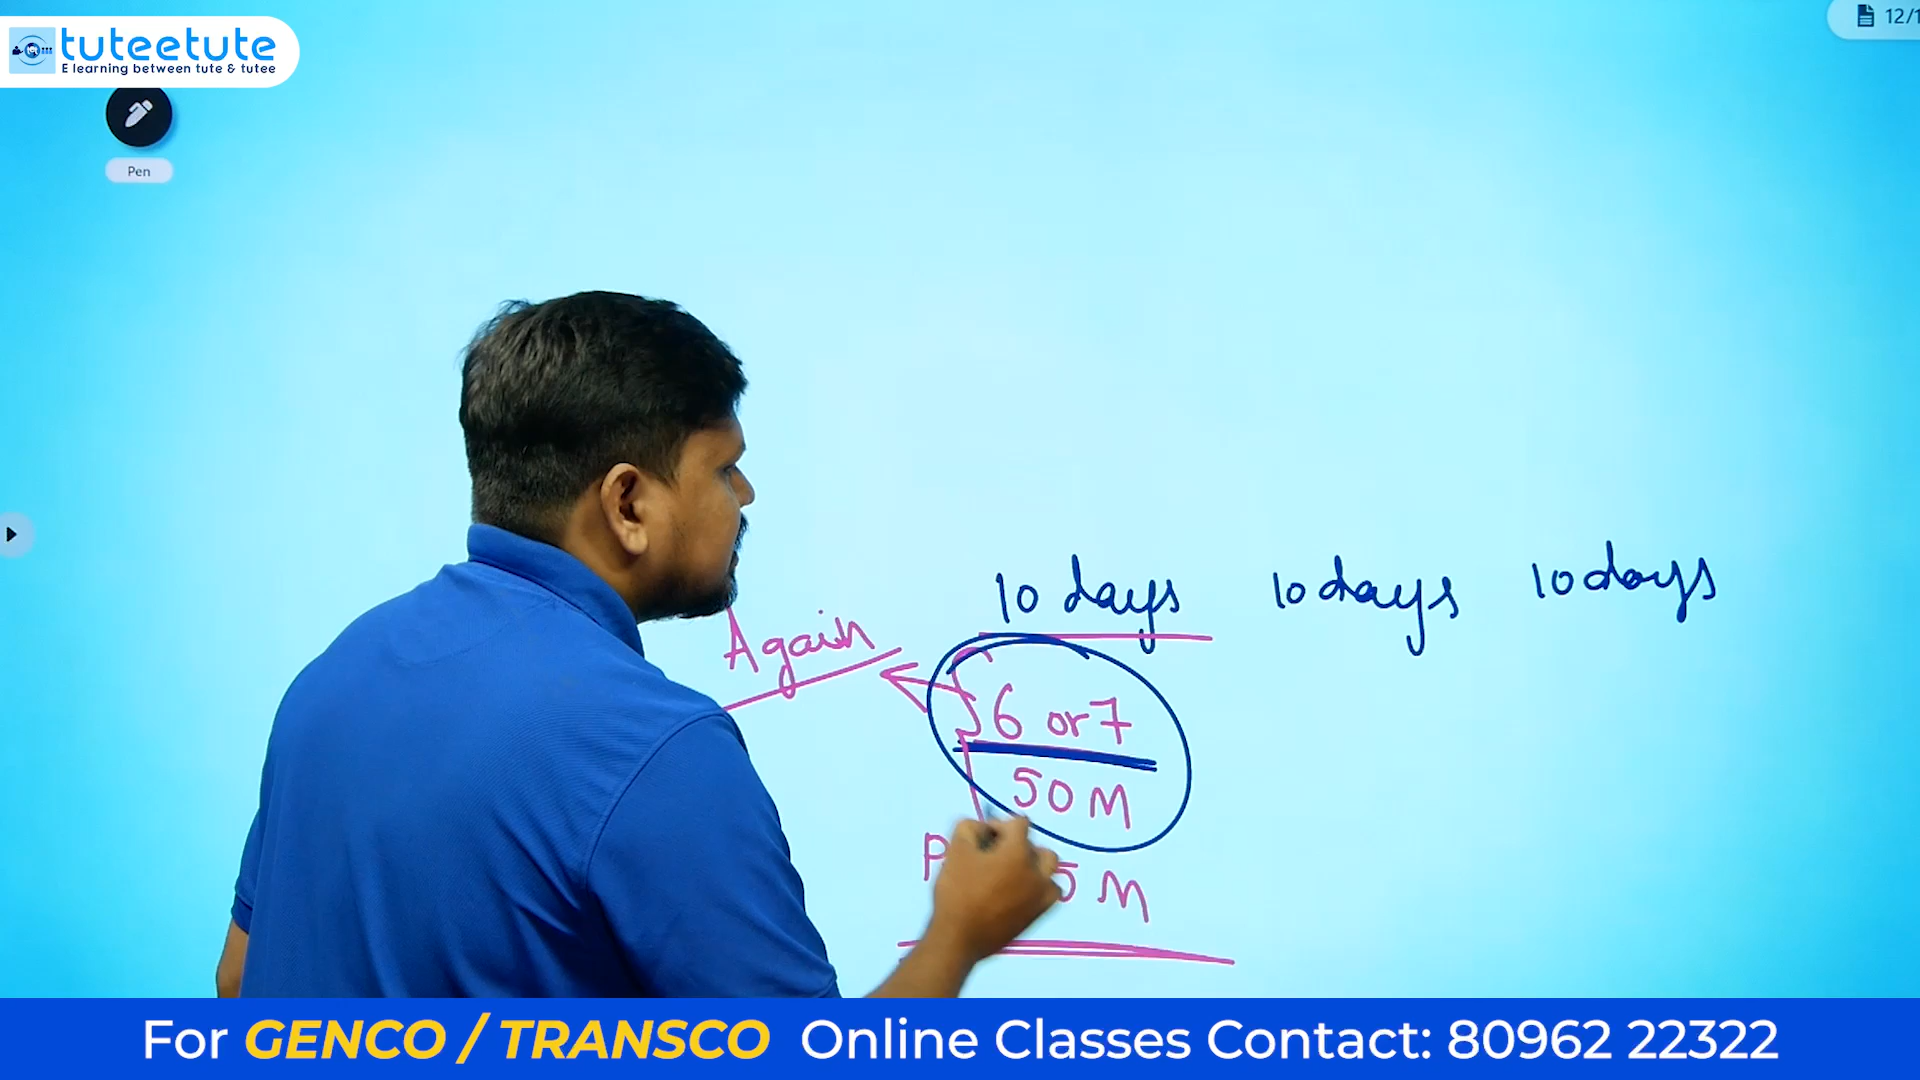 tuteetute
E learning between tute & tutee
12/1
Pen
10 days 10 days 10 days
Again
6 or 7
50 M
5 M
For GENCO / TRANSCO Online Classes Contact: 80962 22322